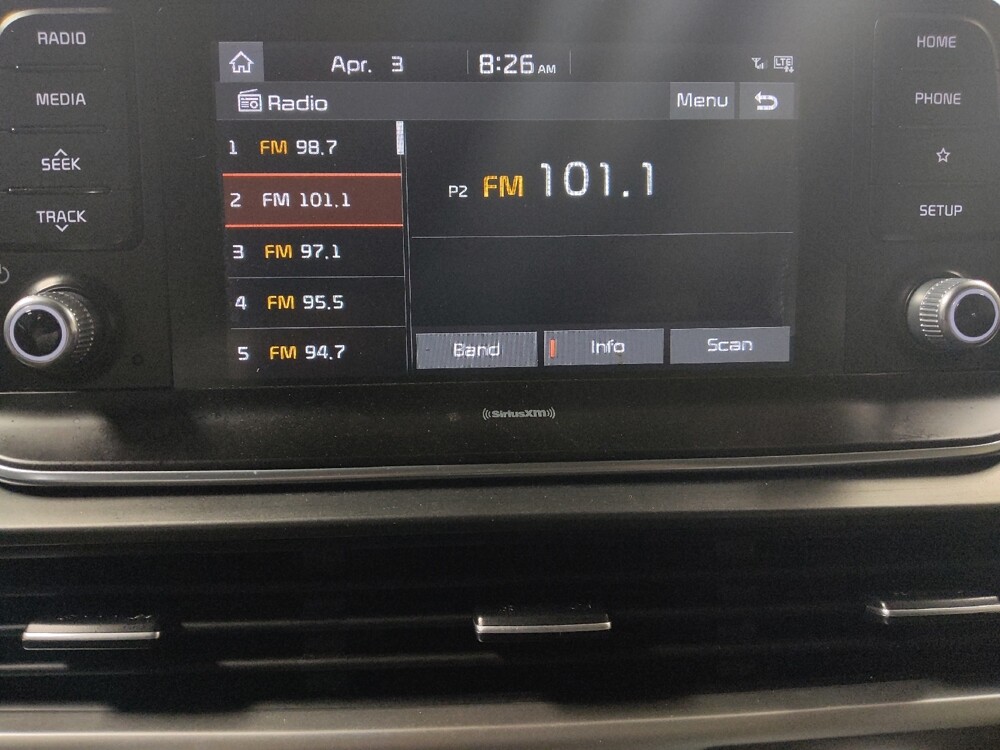 RADIO
MEDIA
SEEK
TRACK
Apr. 3 8:26 AM LTE
Radio Menu
1 FM 98.7
2 FM 101.1
3 FM 97.1
4 FM 95.5
5 FM 94.7
P2 FM 101.1
Band Info Scan
HOME
PHONE
SETUP
((SiriusXM))